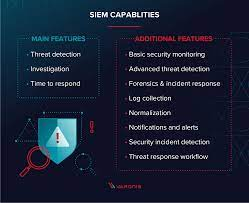 SIEM CAPABLITIES
MAIN FEATURES
• Threat detection
• Investigation
• Time to respond
ADDITIONAL FEATURES
• Basic security monitoring
• Advanced threat detection
• Forensics & incident response
• Log collection
• Normalization
• Notifications and alerts
• Security incident detection
• Threat response workflow
VARONIS